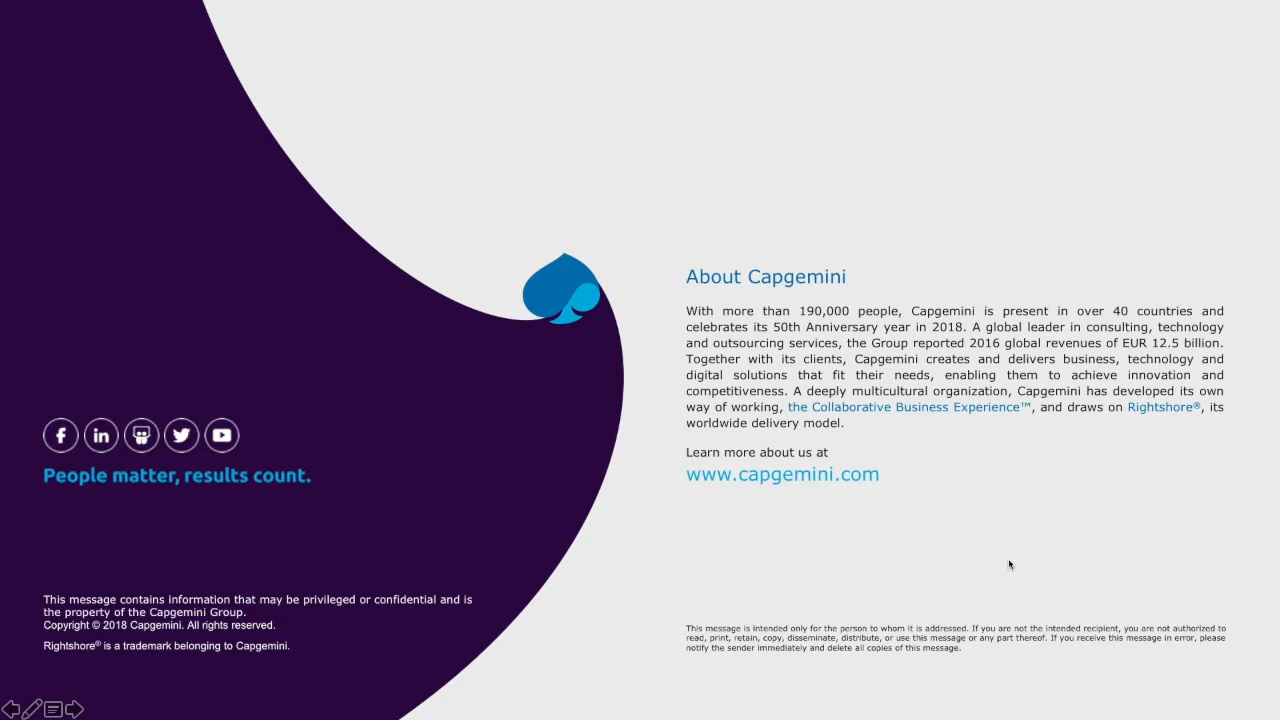 People matter, results count.
This message contains information that may be privileged or confidential and is
the property of the Capgemini Group.
Copyright © 2018 Capgemini. All rights reserved.
Rightshore® is a trademark belonging to Capgemini.
About Capgemini
With more than 190,000 people, Capgemini is present in over 40 countries and
celebrates its 50th Anniversary year in 2018. A global leader in consulting, technology
and outsourcing services, the Group reported 2016 global revenues of EUR 12.5 billion.
Together with its clients, Capgemini creates and delivers business, technology and
digital solutions that fit their needs, enabling them to achieve innovation and
competitiveness. A deeply multicultural organization, Capgemini has developed its own
way of working, the Collaborative Business Experience™, and draws on Rightshore®, its
worldwide delivery model.
Learn more about us at
www.capgemini.com
This message is intended only for the person to whom it is addressed. If you are not the intended recipient, you are not authorized to
read, print, retain, copy, disseminate, distribute, or use this message or any part thereof. If you receive this message in error, please
notify the sender immediately and delete all copies of this message.